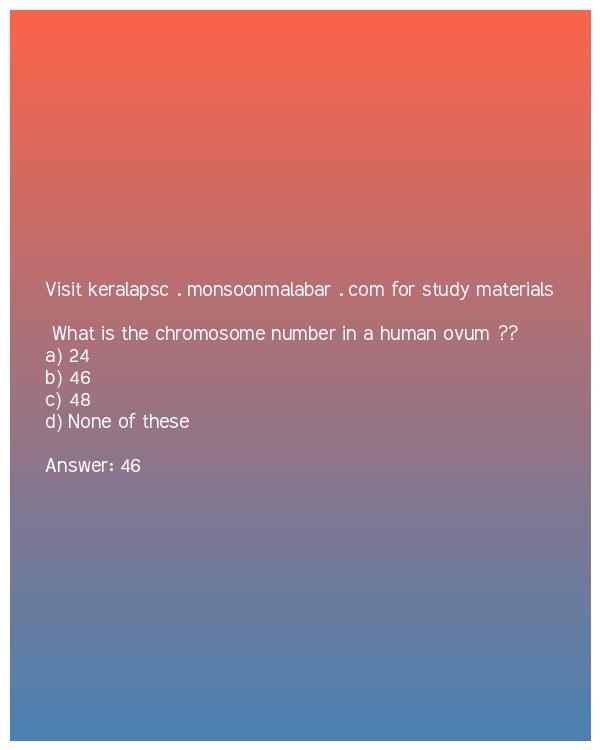 Visit keralapsc . monsoonmalabar . com for study materials
What is the chromosome number in a human ovum ??
a) 24
b) 46
c) 48
d) None of these
Answer: 46